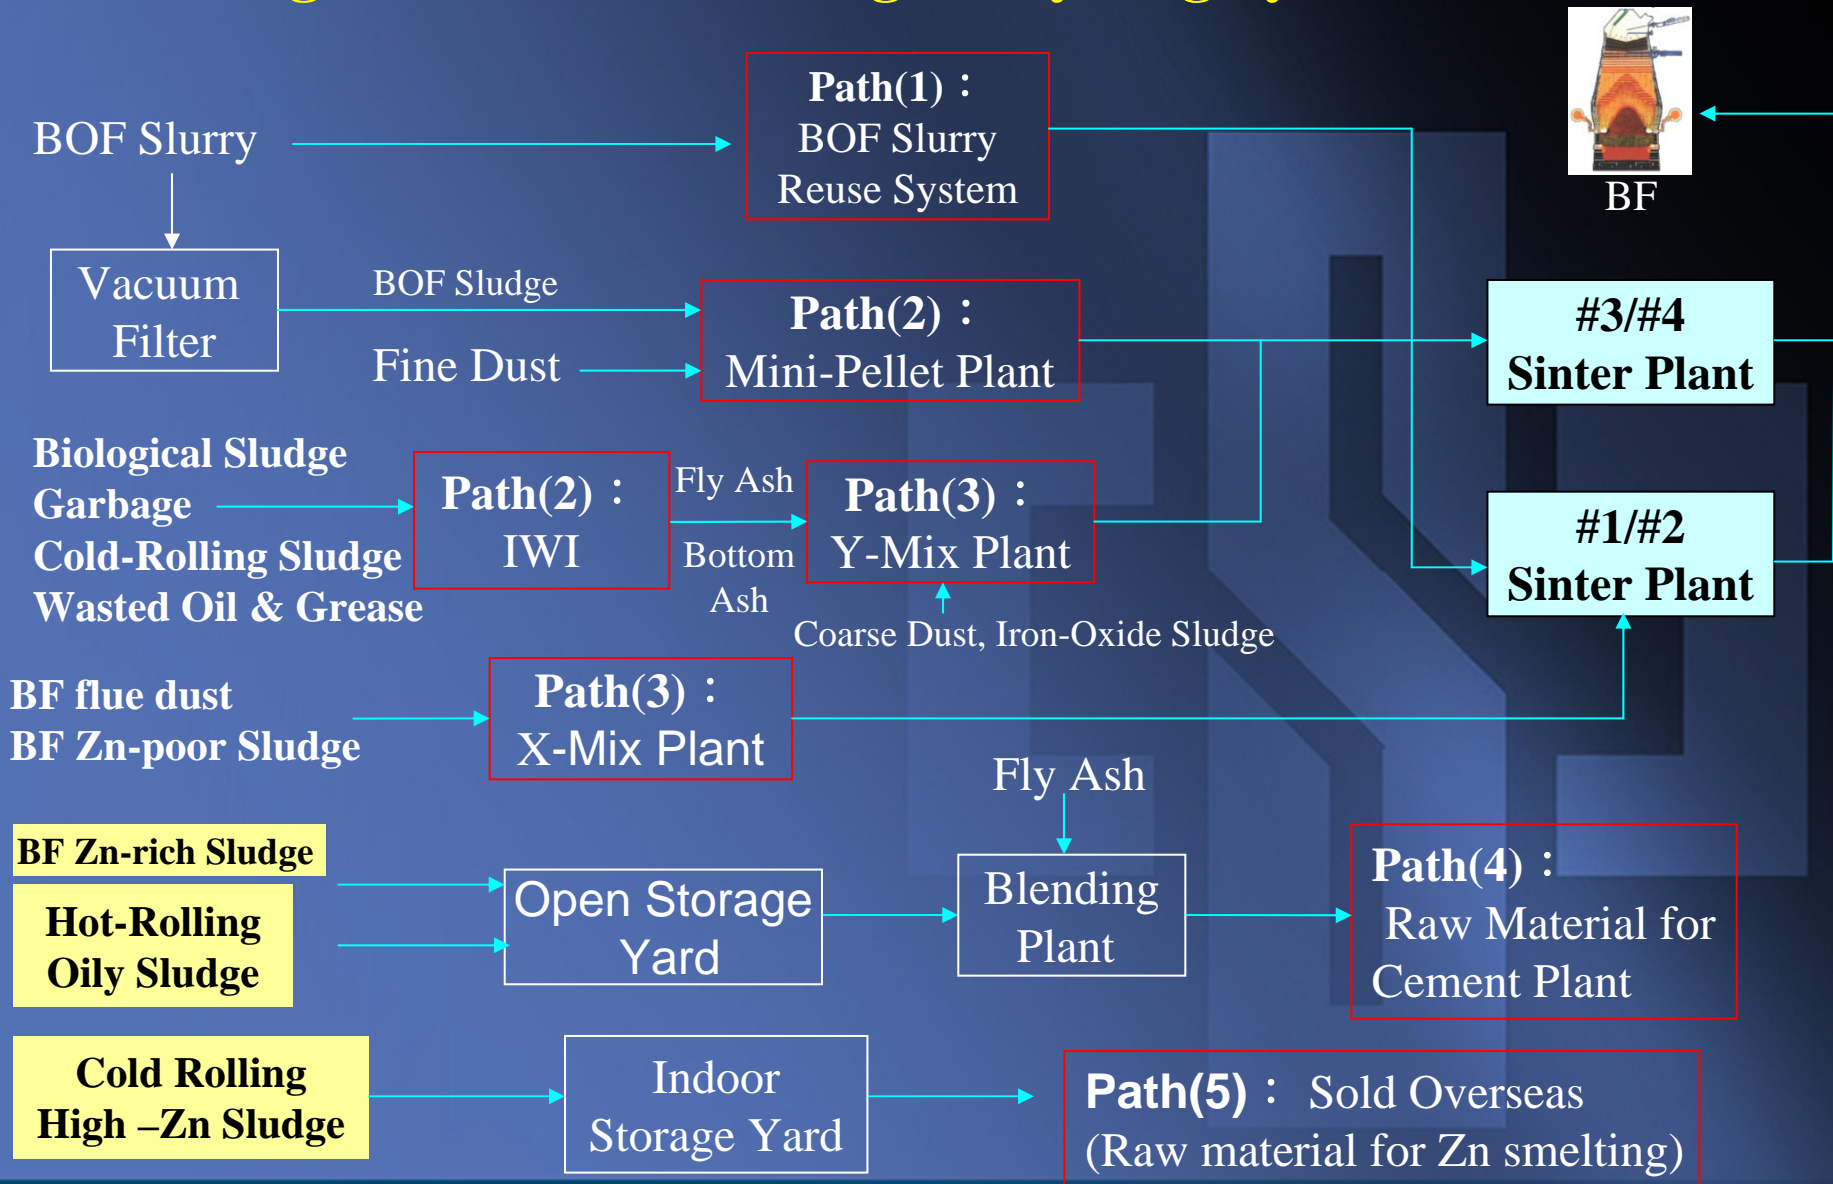 BOF Slurry
Path(1)：
BOF Slurry
Reuse System
BF
Vacuum
Filter
BOF Sludge
Fine Dust
Path(2)：
Mini-Pellet Plant
#3/#4
Sinter Plant
Biological Sludge
Garbage
Cold-Rolling Sludge
Wasted Oil & Grease
Path(2)：
IWI
Fly Ash
Bottom
Ash
Path(3)：
Y-Mix Plant
Coarse Dust, Iron-Oxide Sludge
#1/#2
Sinter Plant
BF flue dust
BF Zn-poor Sludge
Path(3)：
X-Mix Plant
Fly Ash
BF Zn-rich Sludge
Hot-Rolling
Oily Sludge
Open Storage
Yard
Blending
Plant
Path(4)：
Raw Material for
Cement Plant
Cold Rolling
High –Zn Sludge
Indoor
Storage Yard
Path(5)： Sold Overseas
(Raw material for Zn smelting)